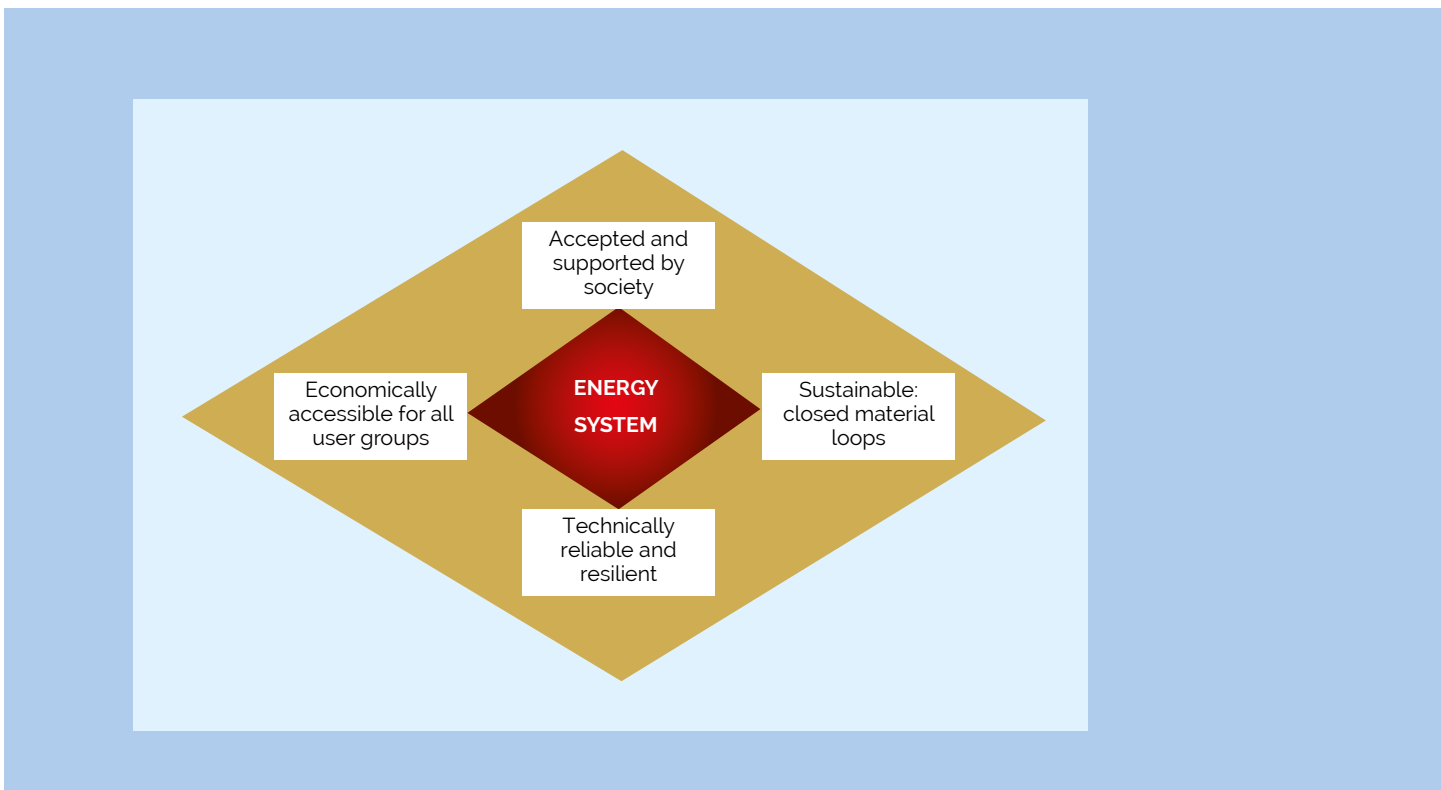 Accepted and
supported by
society
Economically
accessible for all
user groups
ENERGY
SYSTEM
Sustainable:
closed material
loops
Technically
reliable and
resilient